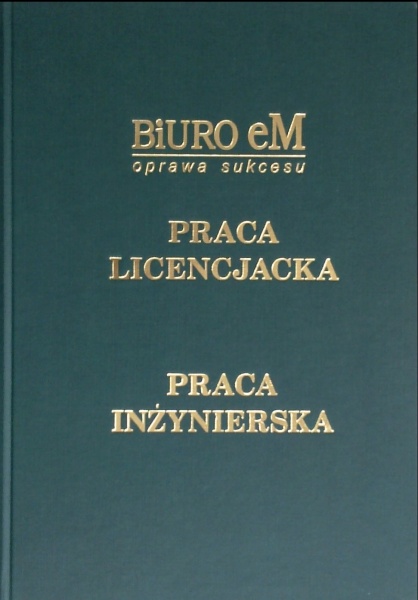 BiURO eM
oprawa sukcesu
PRACA
LICENCJACKA
PRACA
INŻYNIERSKA